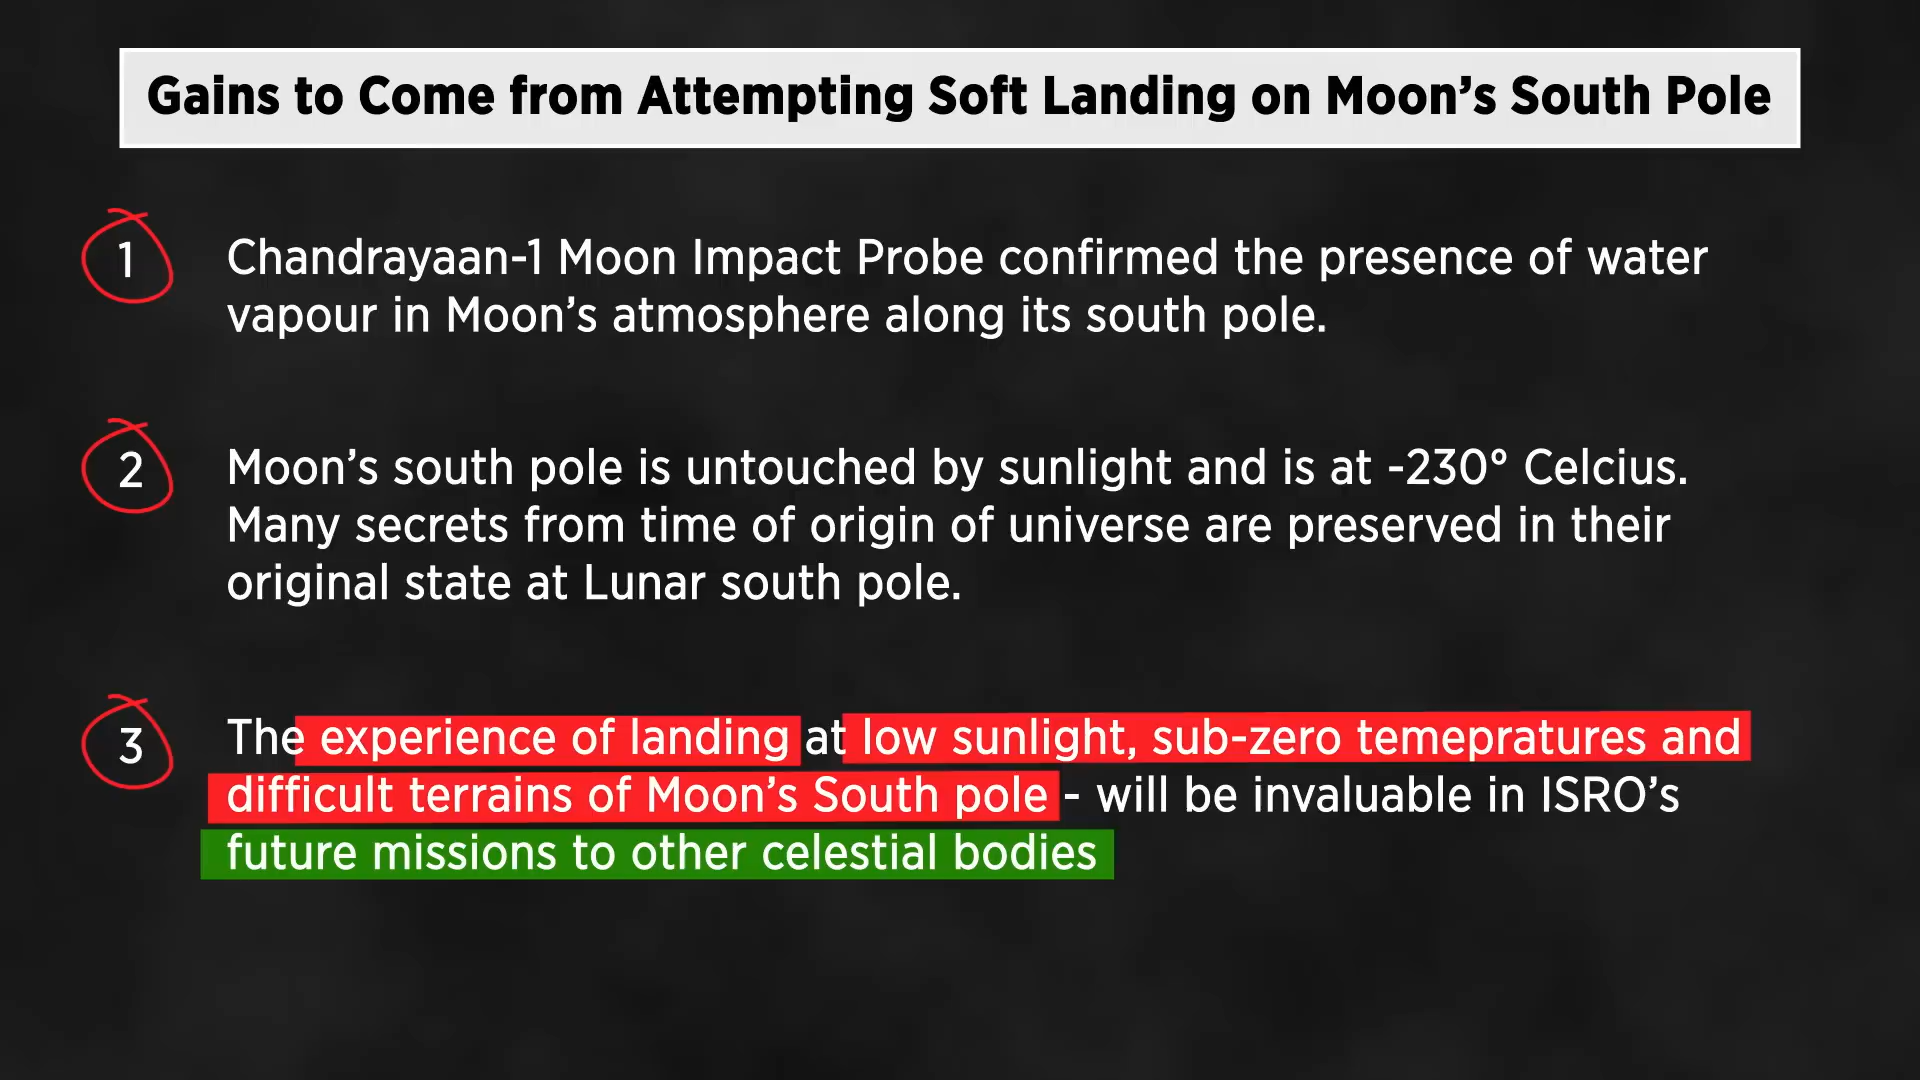 Gains to Come from Attempting Soft Landing on Moon’s South Pole
1 Chandrayaan-1 Moon Impact Probe confirmed the presence of water
vapour in Moon’s atmosphere along its south pole.
2 Moon’s south pole is untouched by sunlight and is at -230° Celcius.
Many secrets from time of origin of universe are preserved in their
original state at Lunar south pole.
3 The experience of landing at low sunlight, sub-zero temepratures and
difficult terrains of Moon’s South pole - will be invaluable in ISRO’s
future missions to other celestial bodies